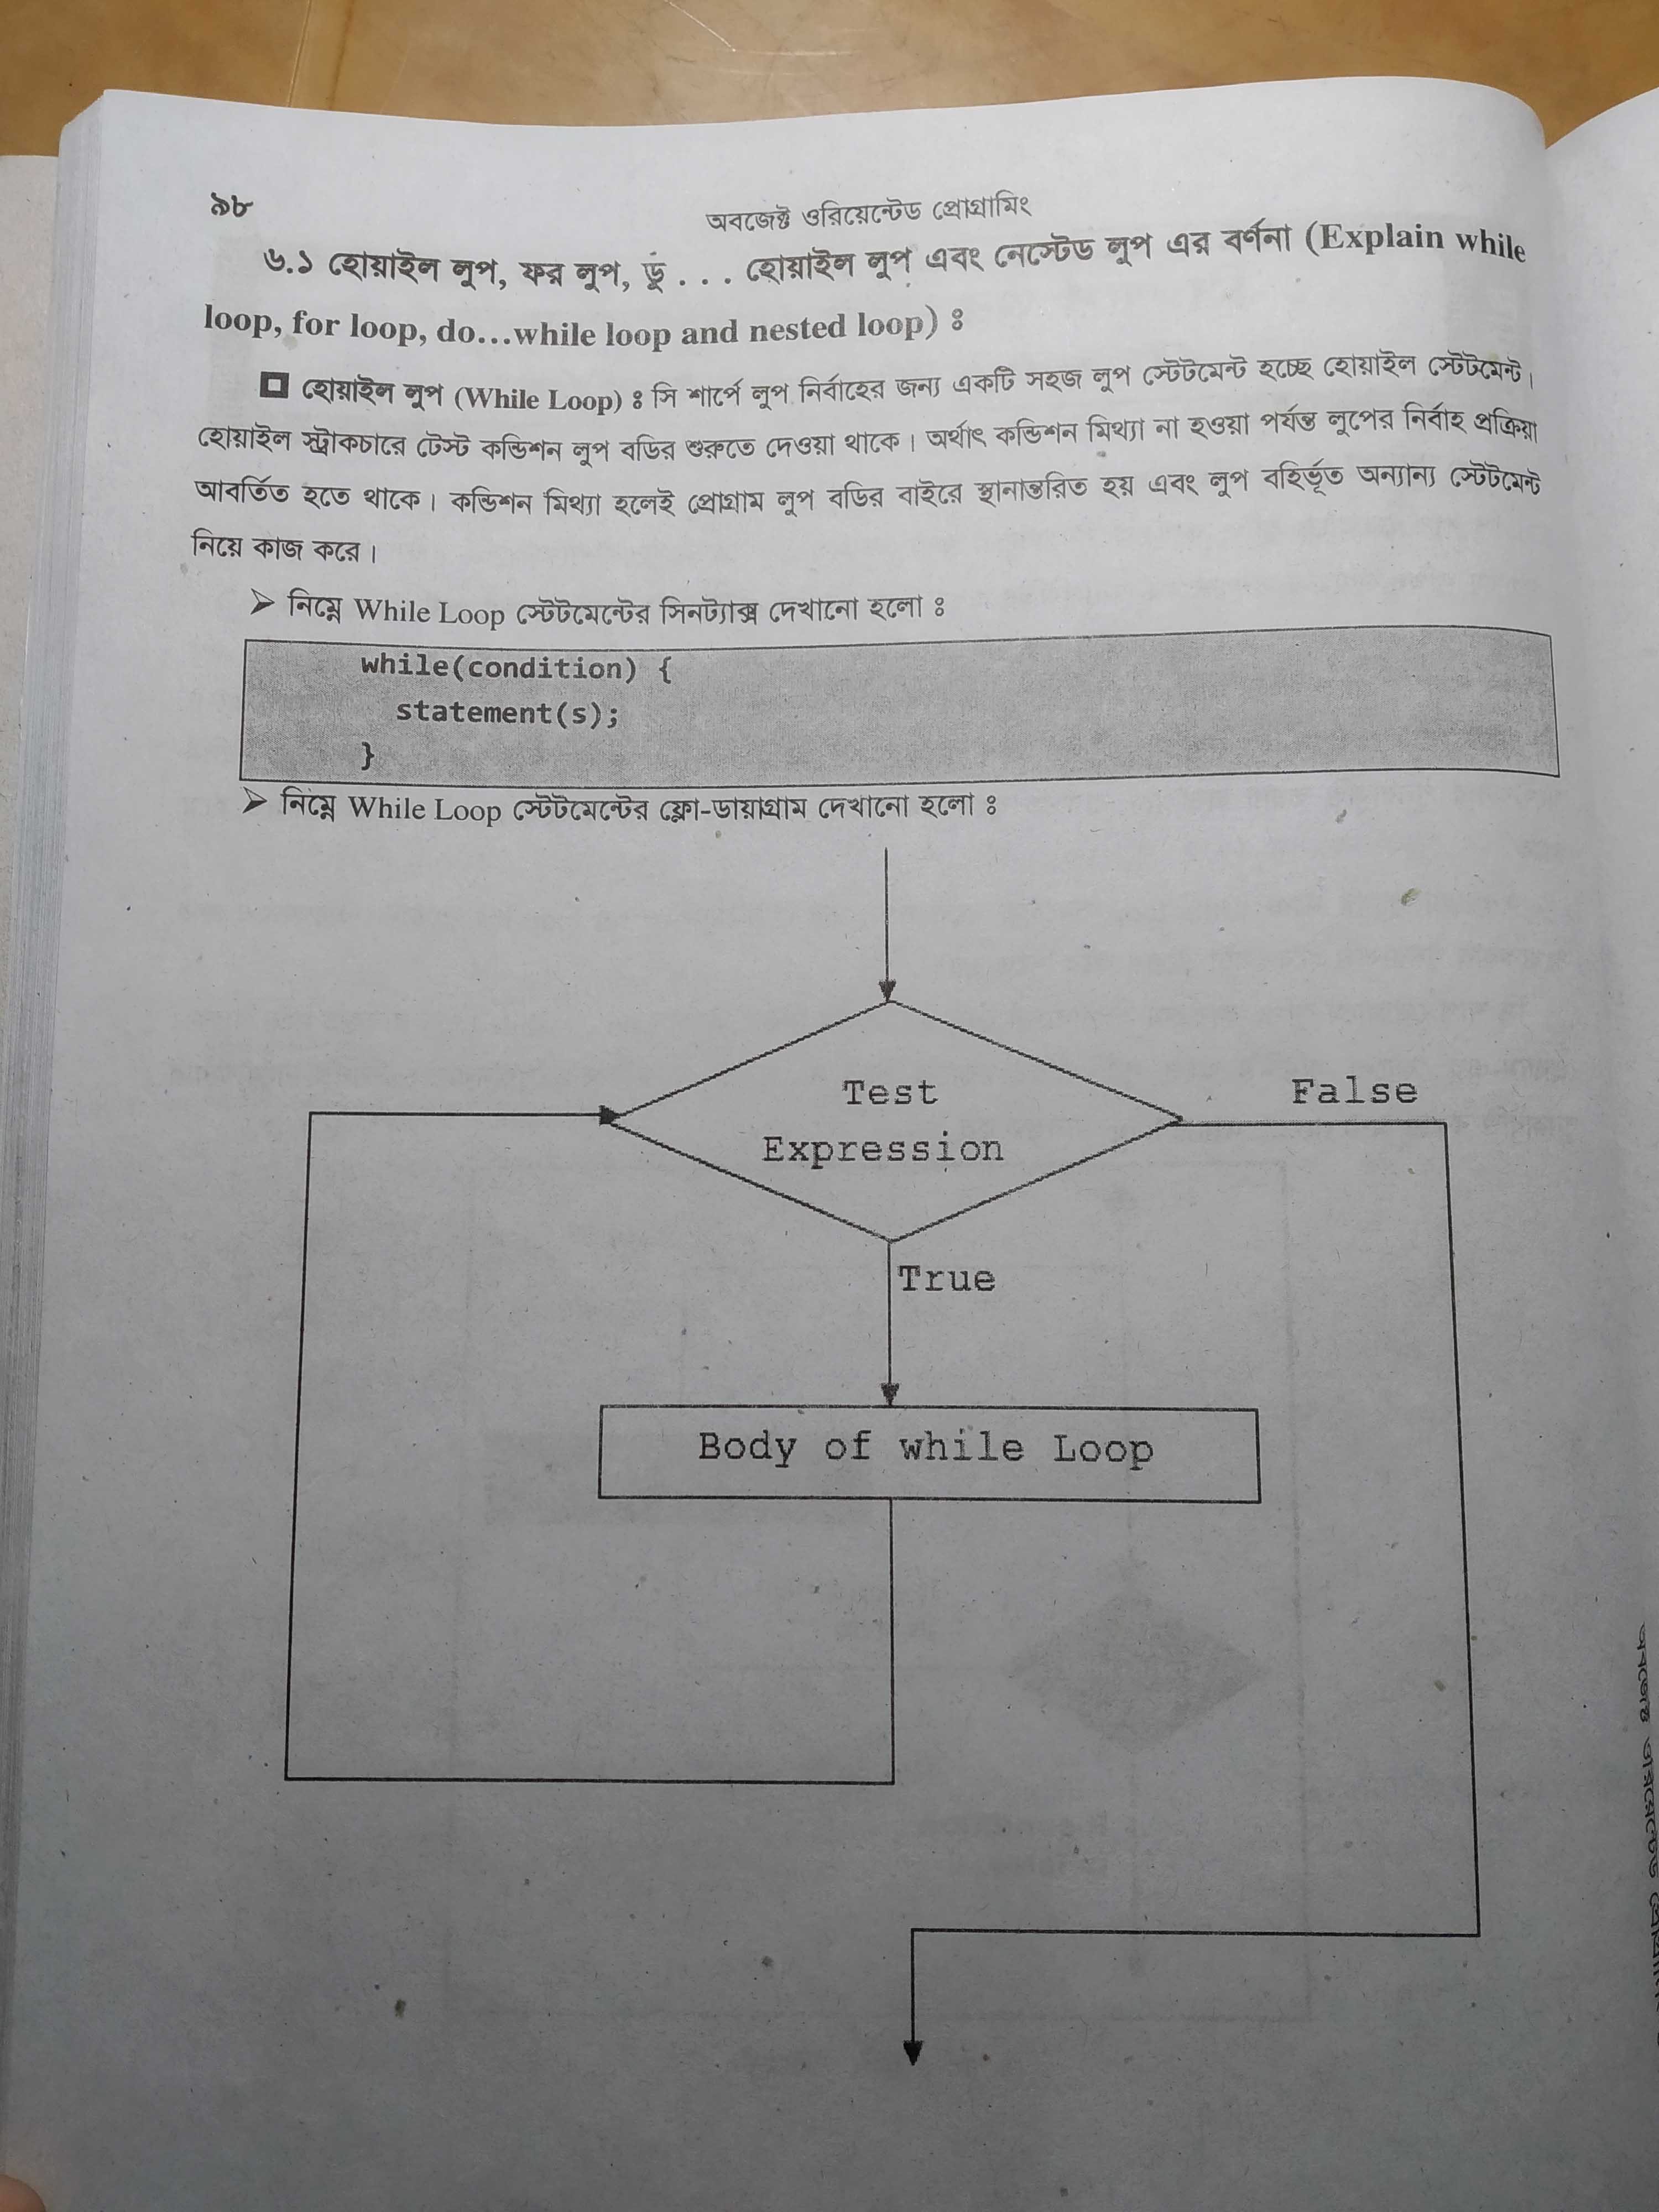 ৯৮
অবজেক্ট ওরিয়েন্টেড প্রোগ্রামিং
৬.১ হোয়াইল লুপ, ফর লুপ, ডু . . . হোয়াইল লুপ এবং নেস্টেড লুপ এর বর্ণনা (Explain while
loop, for loop, do...while loop and nested loop) ঃ
হোয়াইল লুপ (While Loop) ঃ সি শার্পে লুপ নির্বাহের জন্য একটি সহজ লুপ স্টেটমেন্ট হচ্ছে হোয়াইল স্টেটমেন্ট।
হোয়াইল স্ট্রাকচারে টেস্ট কন্ডিশন লুপ বডির শুরুতে দেওয়া থাকে। অর্থাৎ কন্ডিশন মিথ্যা না হওয়া পর্যন্ত লুপের নির্বাহ প্রক্রিয়া
আবর্তিত হতে থাকে। কন্ডিশন মিথ্যা হলেই প্রোগ্রাম লুপ বডির বাইরে স্থানান্তরিত হয় এবং লুপ বহির্ভূত অন্যান্য স্টেটমেন্ট
নিয়ে কাজ করে।
➢ নিম্নে While Loop স্টেটমেন্টের সিনট্যাক্স দেখানো হলো ঃ
while(condition) {
statement(s);
}
➢ নিম্নে While Loop স্টেটমেন্টের ফ্লো-ডায়াগ্রাম দেখানো হলো ঃ
Test
Expression
False
True
Body of while Loop